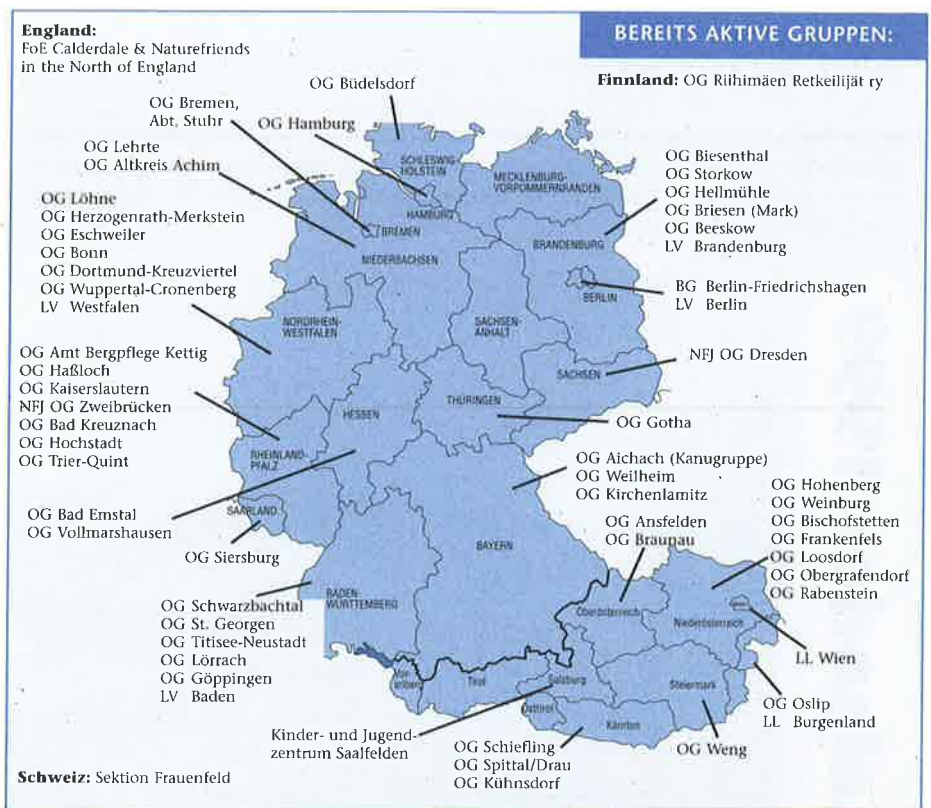 England:
FoE Calderdale & Naturefriends
in the North of England
BEREITS AKTIVE GRUPPEN:
Finnland: OG Riihimäen Retkeilijät ry
OG Büdelsdorf
OG Bremen,
Abt, Stuhr
OG Hamburg
OG Lehrte
OG Altkreis Achim
OG Löhne
OG Herzogenrath-Merkstein
OG Eschweiler
OG Bonn
OG Dortmund-Kreuzviertel
OG Wuppertal-Cronenberg
LV Westfalen
OG Amt Bergpflege Kettig
OG Haßloch
OG Kaiserslautern
NFJ OG Zweibrücken
OG Bad Kreuznach
OG Hochstadt
OG Trier-Quint
OG Bad Emstal
OG Vollmarshausen
OG Siersburg
OG Schwarzbachtal
OG St. Georgen
OG Titisee-Neustadt
OG Lörrach
OG Göppingen
LV Baden
Kinder- und Jugend-
zentrum Saalfelden
OG Schiefling
OG Spittal/Drau
OG Kühnsdorf
OG Weng
OG Oslip
LL Burgenland
LL Wien
OG Hohenberg
OG Weinburg
OG Bischofstetten
OG Frankenfels
OG Loosdorf
OG Obergrafendorf
OG Rabenstein
OG Ansfelden
OG Braunau
OG Aichach (Kanugruppe)
OG Weilheim
OG Kirchenlamitz
OG Gotha
NFJ OG Dresden
BG Berlin-Friedrichshagen
LV Berlin
OG Biesenthal
OG Storkow
OG Hellmühle
OG Briesen (Mark)
OG Beeskow
LV Brandenburg
SCHLESWIG-
HOLSTEIN
MECKLENBURG-
VORPOMMERNRANDEN
HAMBURG
BREMEN
NIEDERSACHSEN
BRANDENBURG
BERLIN
NORDRHEIN-
WESTFALEN
SACHSEN-
ANHALT
SACHSEN
THÜRINGEN
HESSEN
RHEINLAND-
PFALZ
SAARLAND
BAYERN
BADEN-
WÜRTTEMBERG
Oberösterreich
Niederösterreich
Vor-
arlberg
Tirol
Salzburg
Osttirol
Kärnten
Steiermark
Schweiz: Sektion Frauenfeld